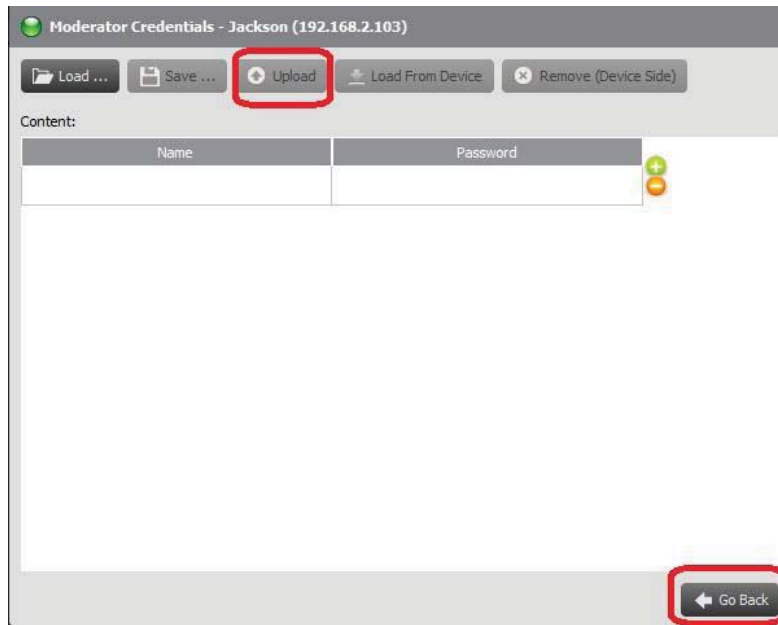 Moderator Credentials - Jackson (192.168.2.103)
Load ... Save ... Upload Load From Device Remove (Device Side)
Content:
Name Password
Go Back